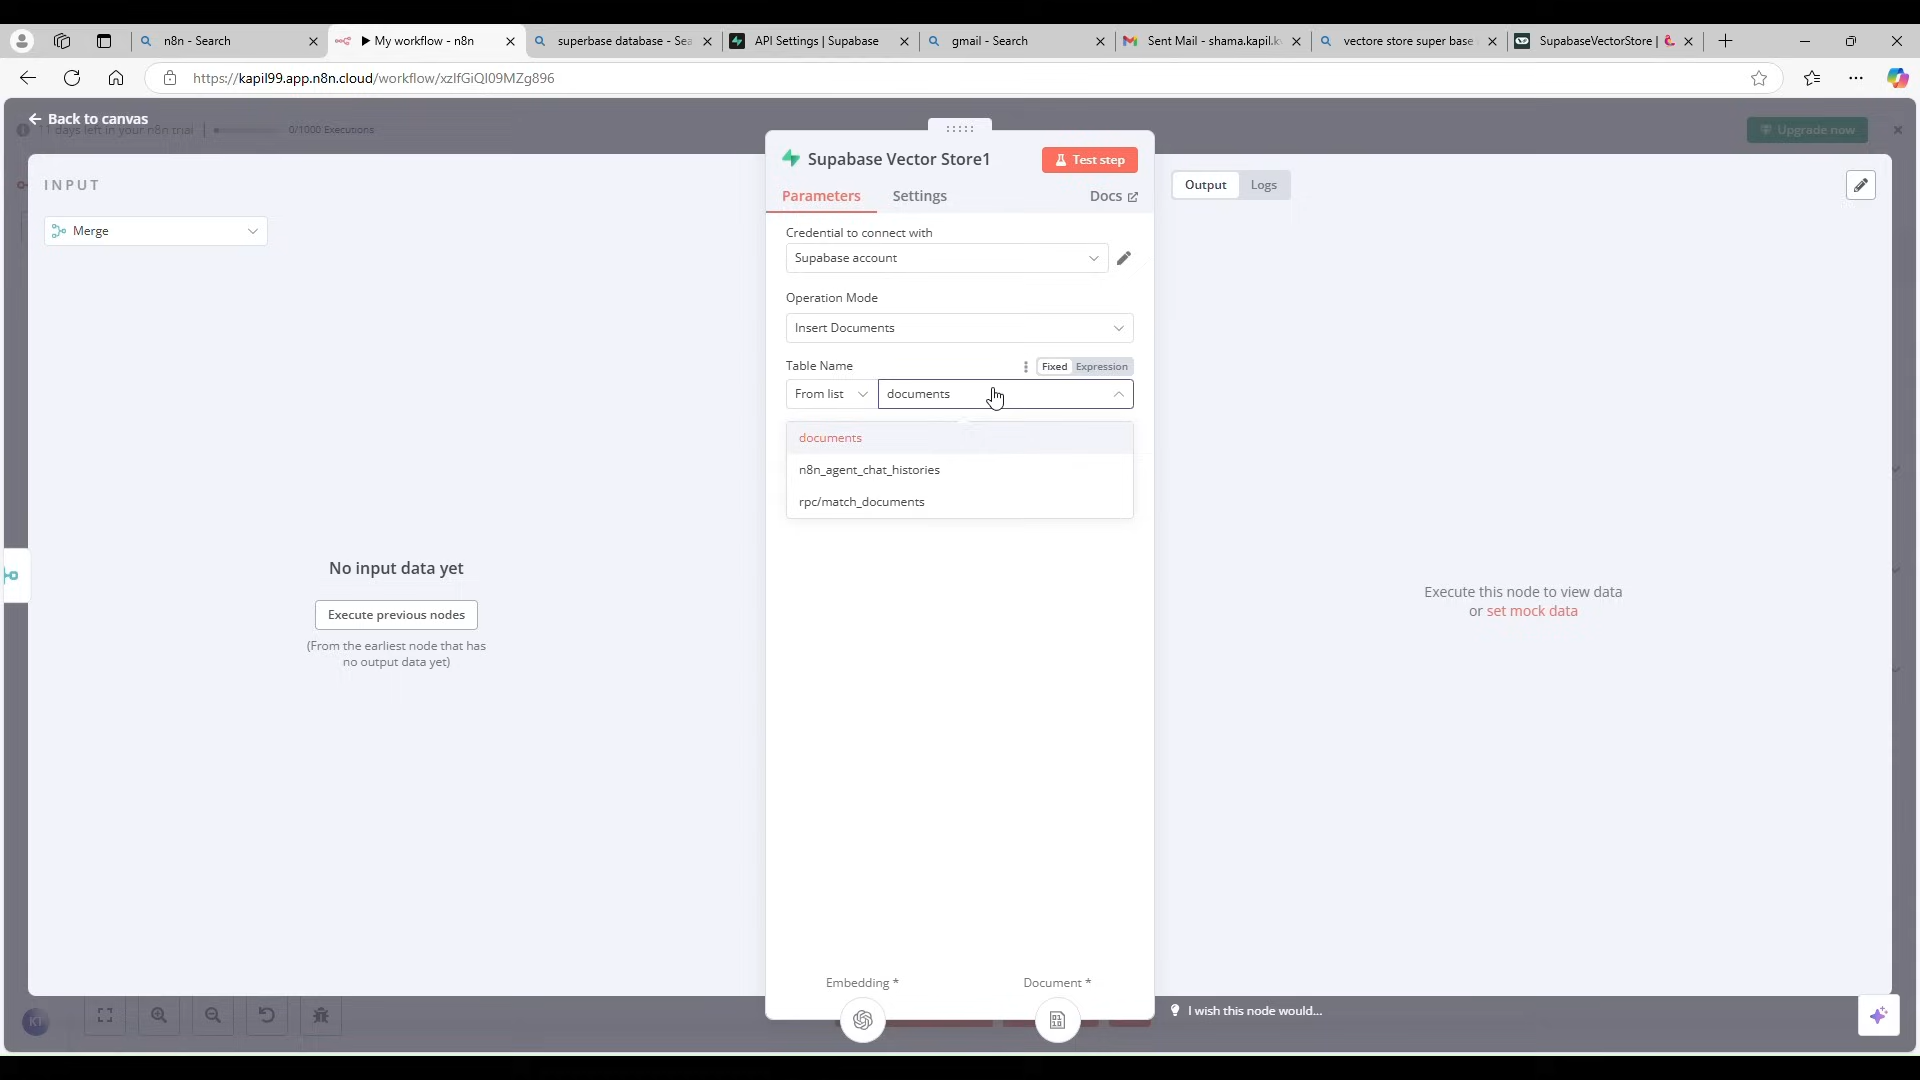 n8n - Search
My workflow - n8n
superbase database - Sea
API Settings | Supabase
gmail - Search
Sent Mail - shama.kapil.k
vectore store super base
SupabaseVectorStore |
https://kapil99.app.n8n.cloud/workflow/xzlfGiQl09MZg896
Back to canvas
11 days left in your n8n trial
0/1000 Executions
Upgrade now
INPUT
Merge
No input data yet
Execute previous nodes
(From the earliest node that has
no output data yet)
Supabase Vector Store1
Test step
Parameters
Settings
Docs
Credential to connect with
Supabase account
Operation Mode
Insert Documents
Table Name
Fixed
Expression
From list
documents
documents
n8n_agent_chat_histories
rpc/match_documents
Embedding *
Document *
Output
Logs
Execute this node to view data
or set mock data
I wish this node would...
KT